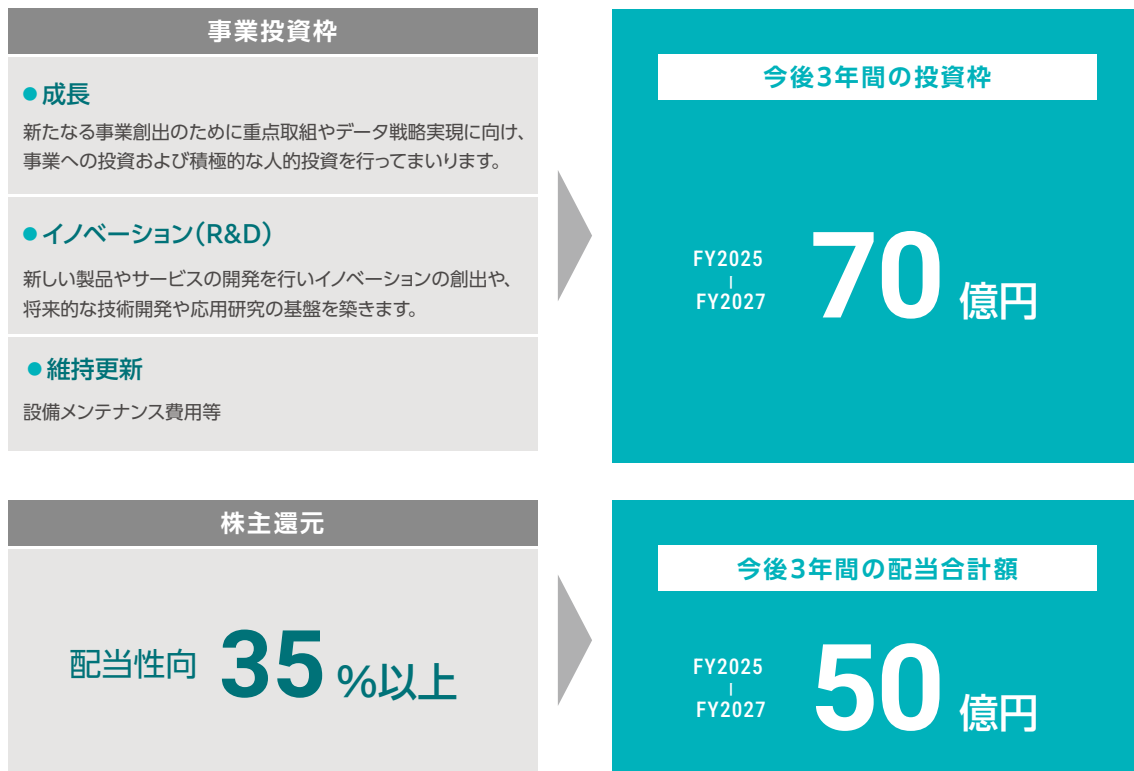 事業投資枠
●成長
新たなる事業創出のために重点取組やデータ戦略実現に向け、
事業への投資および積極的な人的投資を行ってまいります。
●イノベーション（R&D）
新しい製品やサービスの開発を行いイノベーションの創出や、
将来的な技術開発や応用研究の基盤を築きます。
●維持更新
設備メンテナンス費用等
今後3年間の投資枠
FY2025
|
FY2027
70億円
株主還元
配当性向 35%以上
今後3年間の配当合計額
FY2025
|
FY2027
50億円